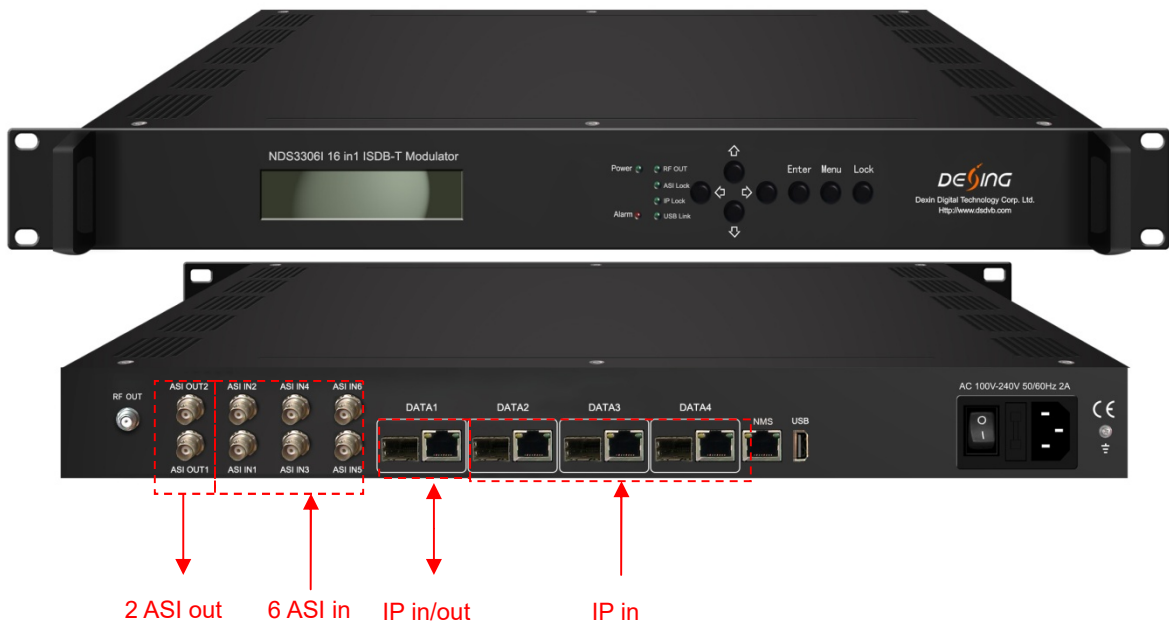 NDS3306I 16 in1 ISDB-T Modulator
Power
RF OUT
ASI Lock
IP Lock
Alarm
USB Link
Enter Menu Lock
DESING
Dexin Digital Technology Corp. Ltd.
Http://www.dsdvb.com
RF OUT
ASI OUT2
ASI IN2
ASI IN4
ASI IN6
ASI OUT1
ASI IN1
ASI IN3
ASI IN5
DATA1
DATA2
DATA3
DATA4
NMS
USB
AC 100V-240V 50/60Hz 2A
O
I
CE
2 ASI out
6 ASI in
IP in/out
IP in